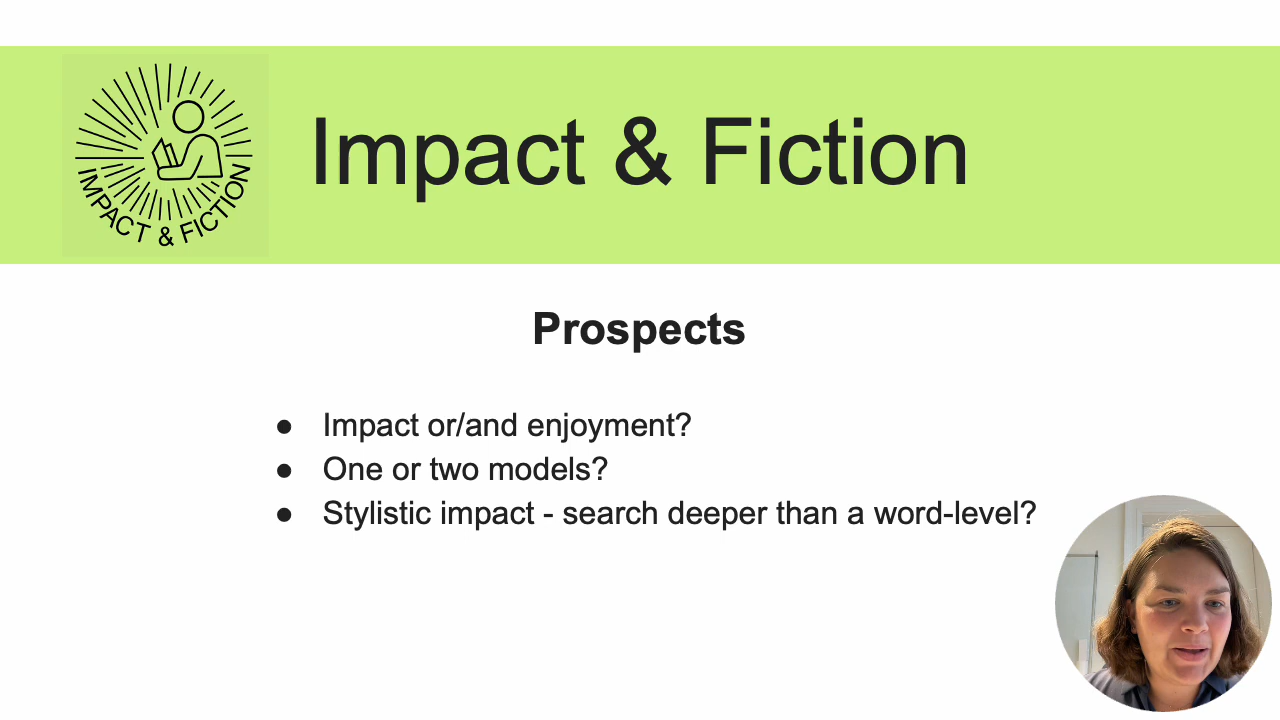 IMPACT & FICTION
Impact & Fiction
Prospects
● Impact or/and enjoyment?
● One or two models?
● Stylistic impact - search deeper than a word-level?